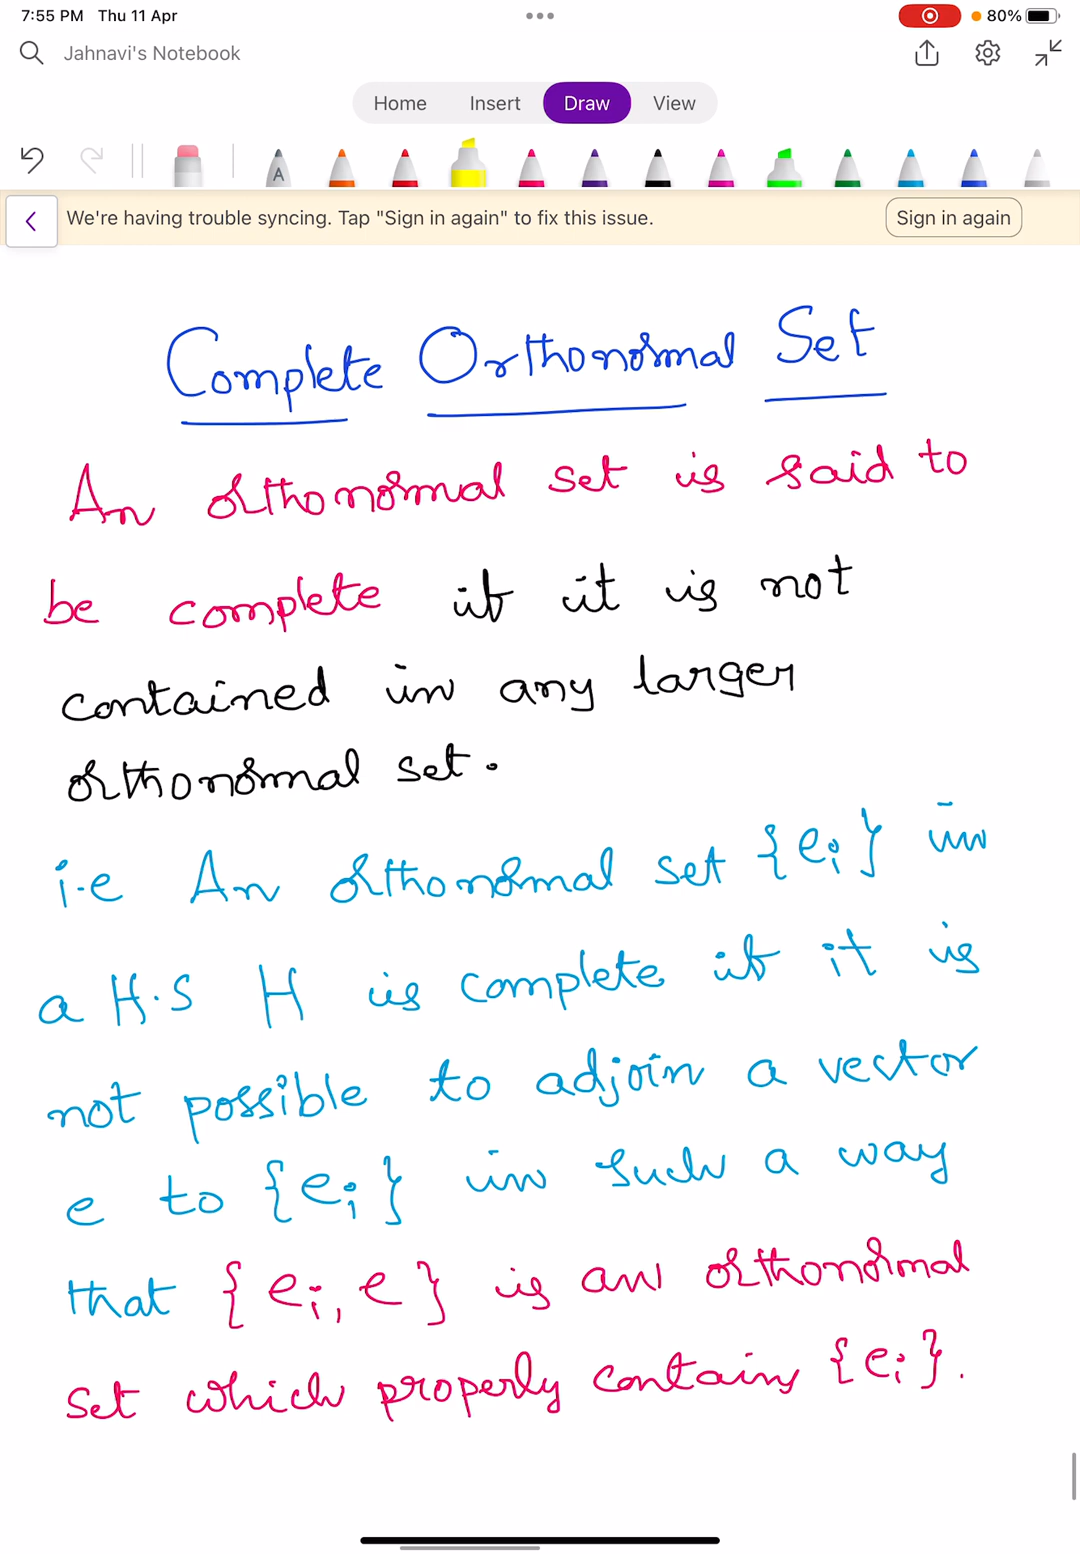 7:55 PM Thu 11 Apr
80%
Jahnavi's Notebook
Home Insert Draw View
A
We're having trouble syncing. Tap "Sign in again" to fix this issue.
Sign in again
Complete Orthonormal Set
An orthonormal set is said to
be complete if it is not
contained in any larger
orthonormal set.
i.e An orthonormal set {ei} in
a H.S H is complete if it is
not possible to adjoin a vector
e to {ei} in such a way
that {ei, e} is an orthonormal
set which properly contains {ei}.